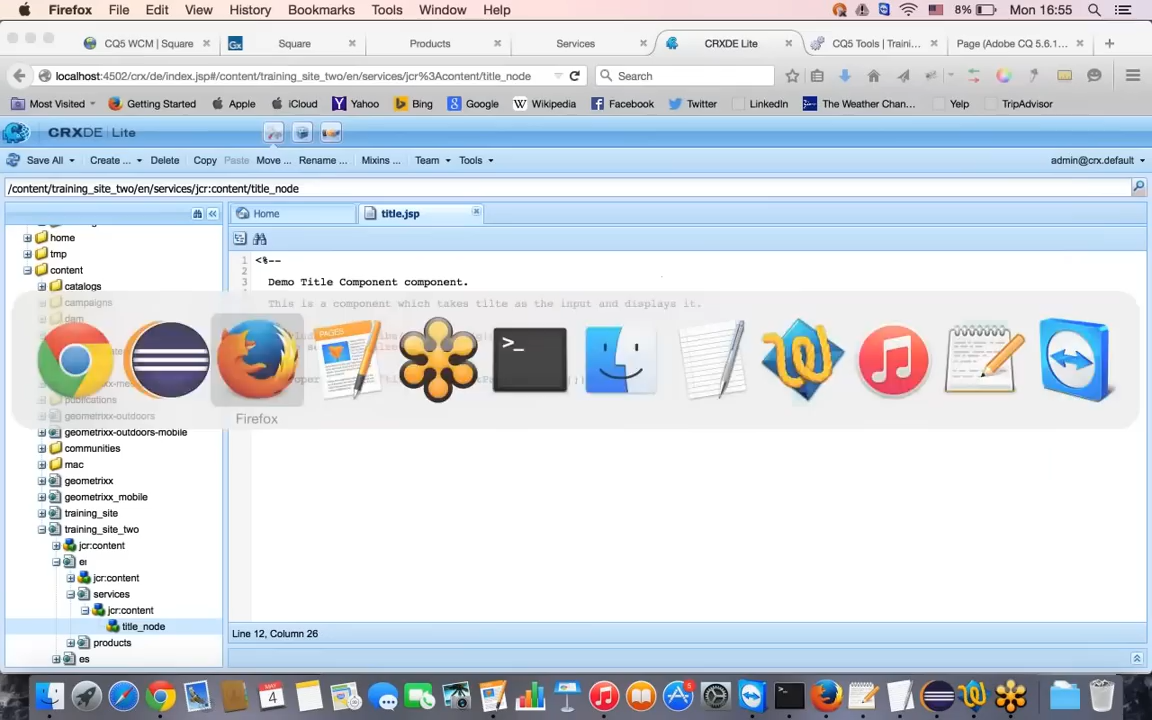 Firefox File Edit View History Bookmarks Tools Window Help 8% Mon 16:55
CQ5 WCM | Square Square Products Services CRXDE Lite CQ5 Tools | Traini... Page (Adobe CQ 5.6.1...
localhost:4502/crx/de/index.jsp#/content/training_site_two/en/services/jcr%3Acontent/title_node Search
Most Visited Getting Started Apple iCloud Yahoo Bing Google Wikipedia Facebook Twitter LinkedIn The Weather Chan... Yelp TripAdvisor
CRXDE Lite
Save All Create ... Delete Copy Paste Move ... Rename ... Mixins ... Team Tools admin@crx.default
/content/training_site_two/en/services/jcr:content/title_node
Home title.jsp
home
tmp
content
catalogs
campaigns
dam
publications
geometrixx-outdoors
geometrixx-outdoors-mobile
communities
mac
geometrixx
geometrixx_mobile
training_site
training_site_two
jcr:content
en
jcr:content
services
jcr:content
title_node
products
es
1 <%--
2
3 Demo Title Component component.
This is a component which takes tilte as the input and displays it.
PAGES
>_
Firefox
Line 12, Column 26